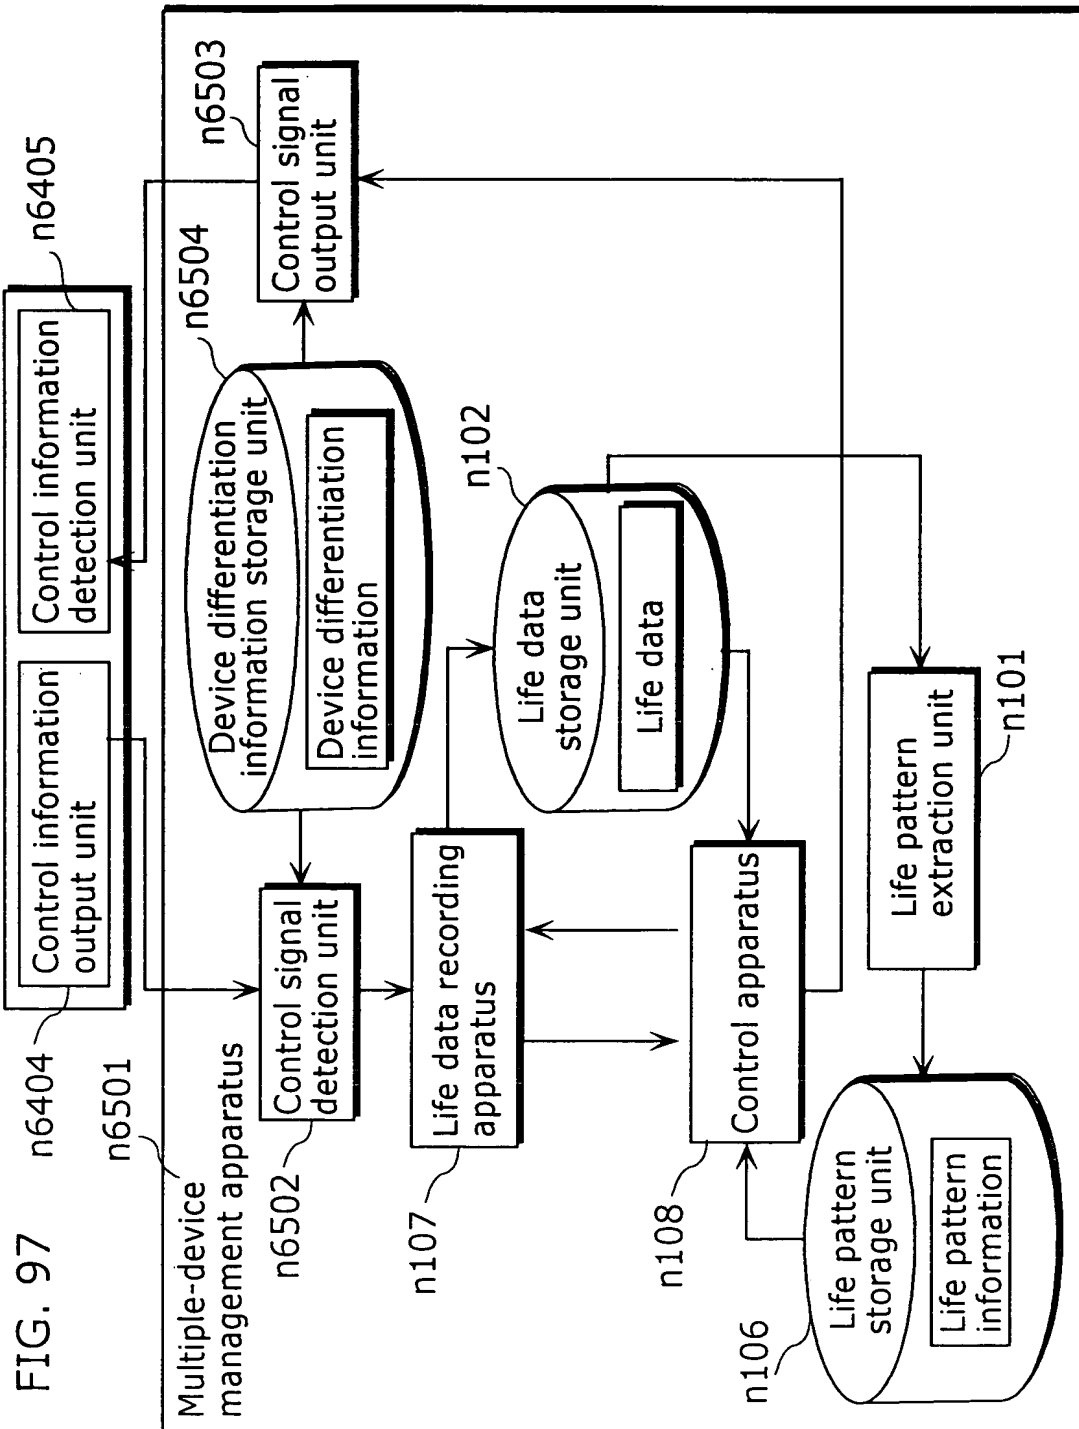 FIG. 97
n6404
Control information
output unit
Control information
detection unit
n6405
n6501
Multiple-device
management apparatus
n6502
Control signal
detection unit
Device differentiation
information storage unit
Device differentiation
information
n6504
Control signal
output unit
n6503
n107
Life data recording
apparatus
Life data
storage unit
Life data
n102
n108
Control apparatus
n106
Life pattern
storage unit
Life pattern
information
Life pattern
extraction unit
n101